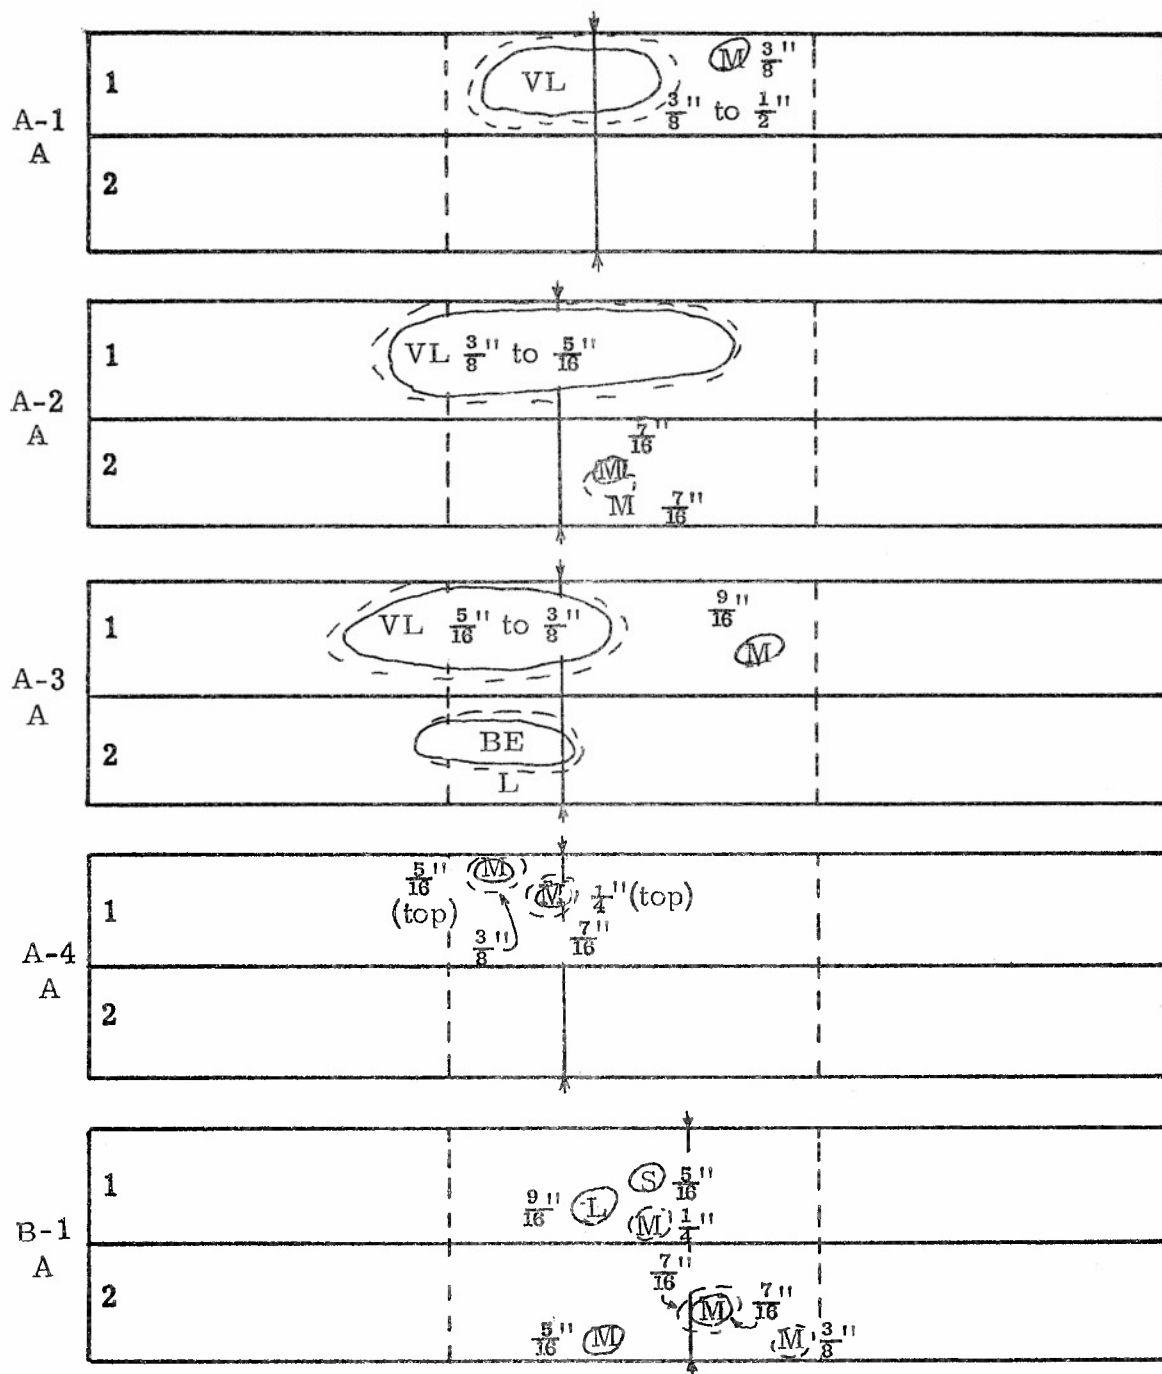 A-1
A
1
VL
M 3/8"
3/8" to 1/2"
2
A-2
A
1
VL 3/8" to 5/16"
2
7/16"
M
M 7/16"
A-3
A
1
VL 5/16" to 3/8"
9/16"
M
2
BE
L
A-4
A
1
5/16"
(top)
M
M 1/4" (top)
3/8"
7/16"
2
B-1
A
1
S 5/16"
9/16" L
M 1/4"
2
7/16"
M 7/16"
5/16" M
M 3/8"